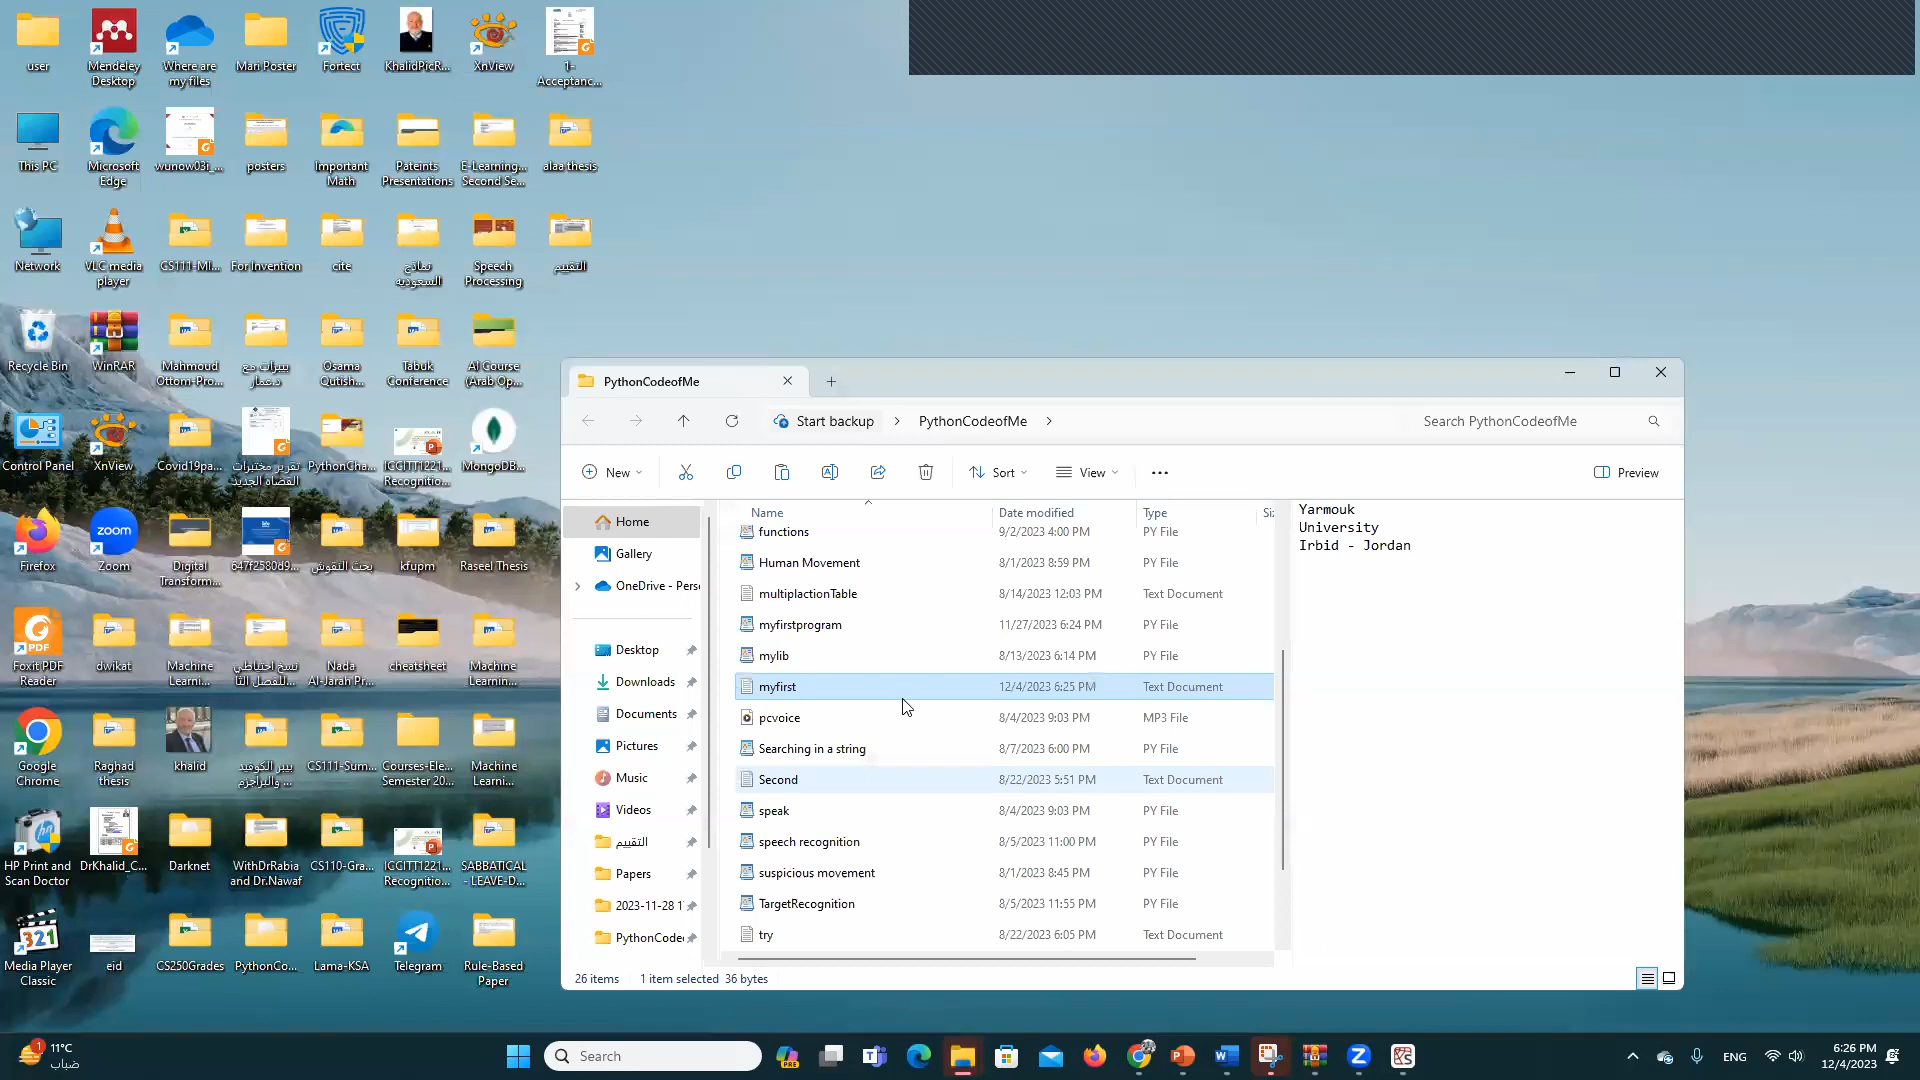 user
Mendeley
Desktop
Where are
my files
Mari Poster
Fortect
KhalidPicR...
XnView
1-
Acceptanc...
This PC
Microsoft
Edge
wunow03i_...
posters
Important
Math
Pateints
Presentations
E-Learning...
Second Se...
alaa thesis
Network
VLC media
player
CS111-MI...
For Invention
cite
نماذج
السعوديه
Speech
Processing
التقييم
Recycle Bin
WinRAR
Mahmoud
Ottom-Pro...
Osama
Qutish...
Tabuk
Conference
AI Course
(Arab Op...
Control Panel
XnView
Covid19pa...
تقرير مختبرات
القضاه الجديد
PythonCha...
ICCITT1221...
Recognitio...
MongoDB...
Firefox
Zoom
Digital
Transform...
647f2580d9...
بحث النقوش
kfupm
Raseel Thesis
Foxit PDF
Reader
dwikat
Machine
Learni...
نسخ احتياطي
للفصل الثا...
Nada
Al-Jarah Pr...
cheatsheet
Machine
Learnin...
Google
Chrome
Raghad
thesis
khalid
بيبر الكوفيد
والبراجزم ...
CS111-Sum...
Courses-Ele...
Semester 20...
Machine
Learni...
HP Print and
Scan Doctor
DrKhalid_C...
Darknet
WithDrRabia
and Dr.Nawaf
CS110-Gra...
ICCITT1221...
Recognitio...
SABBATICAL
- LEAVE-D...
Media Player
Classic
eid
CS250Grades
PythonCo...
Lama-KSA
Telegram
Rule-Based
Paper
PythonCodeofMe
Start backup
PythonCodeofMe
Search PythonCodeofMe
New
Sort
View
Preview
Home
Gallery
OneDrive - Pers
Desktop
Downloads
Documents
Pictures
Music
Videos
التقييم
Papers
2023-11-28 1
PythonCode
Name Date modified Type Si
functions 9/2/2023 4:00 PM PY File
Human Movement 8/1/2023 8:59 PM PY File
multiplactionTable 8/14/2023 12:03 PM Text Document
myfirstprogram 11/27/2023 6:24 PM PY File
mylib 8/13/2023 6:14 PM PY File
myfirst 12/4/2023 6:25 PM Text Document
pcvoice 8/4/2023 9:03 PM MP3 File
Searching in a string 8/7/2023 6:00 PM PY File
Second 8/22/2023 5:51 PM Text Document
speak 8/4/2023 9:03 PM PY File
speech recognition 8/5/2023 11:00 PM PY File
suspicious movement 8/1/2023 8:45 PM PY File
TargetRecognition 8/5/2023 11:55 PM PY File
try 8/22/2023 6:05 PM Text Document
Yarmouk
University
Irbid - Jordan
26 items 1 item selected 36 bytes
1
11°C
ضباب
Search
PRE
ENG
6:26 PM
12/4/2023